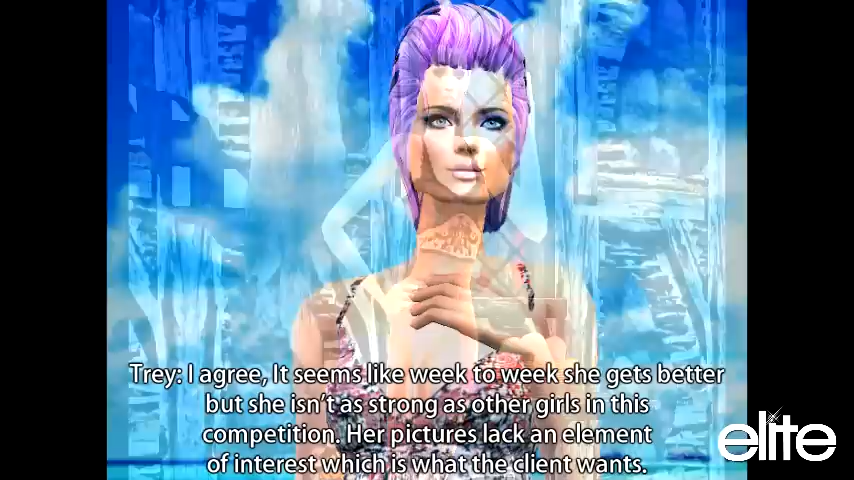 Trey: I agree, It seems like week to week she gets better
but she isn't as strong as other girls in this
competition. Her pictures lack an element
of interest which is what the client wants.
elite